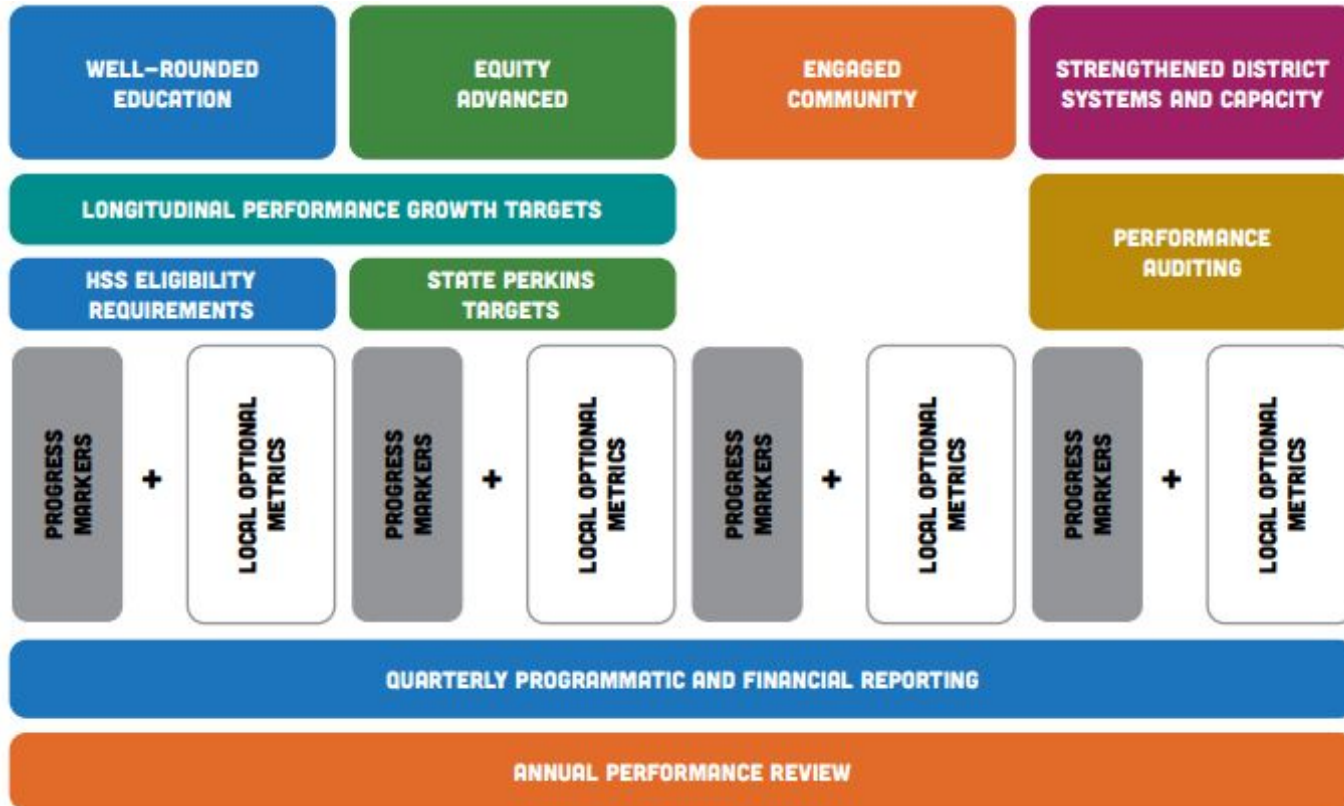 WELL-ROUNDED
EDUCATION
EQUITY
ADVANCED
ENGAGED
COMMUNITY
STRENGTHENED DISTRICT
SYSTEMS AND CAPACITY
LONGITUDINAL PERFORMANCE GROWTH TARGETS
PERFORMANCE
AUDITING
HSS ELIGIBILITY
REQUIREMENTS
STATE PERKINS
TARGETS
PROGRESS
MARKERS
+
LOCAL OPTIONAL
METRICS
PROGRESS
MARKERS
+
LOCAL OPTIONAL
METRICS
PROGRESS
MARKERS
+
LOCAL OPTIONAL
METRICS
PROGRESS
MARKERS
+
LOCAL OPTIONAL
METRICS
QUARTERLY PROGRAMMATIC AND FINANCIAL REPORTING
ANNUAL PERFORMANCE REVIEW